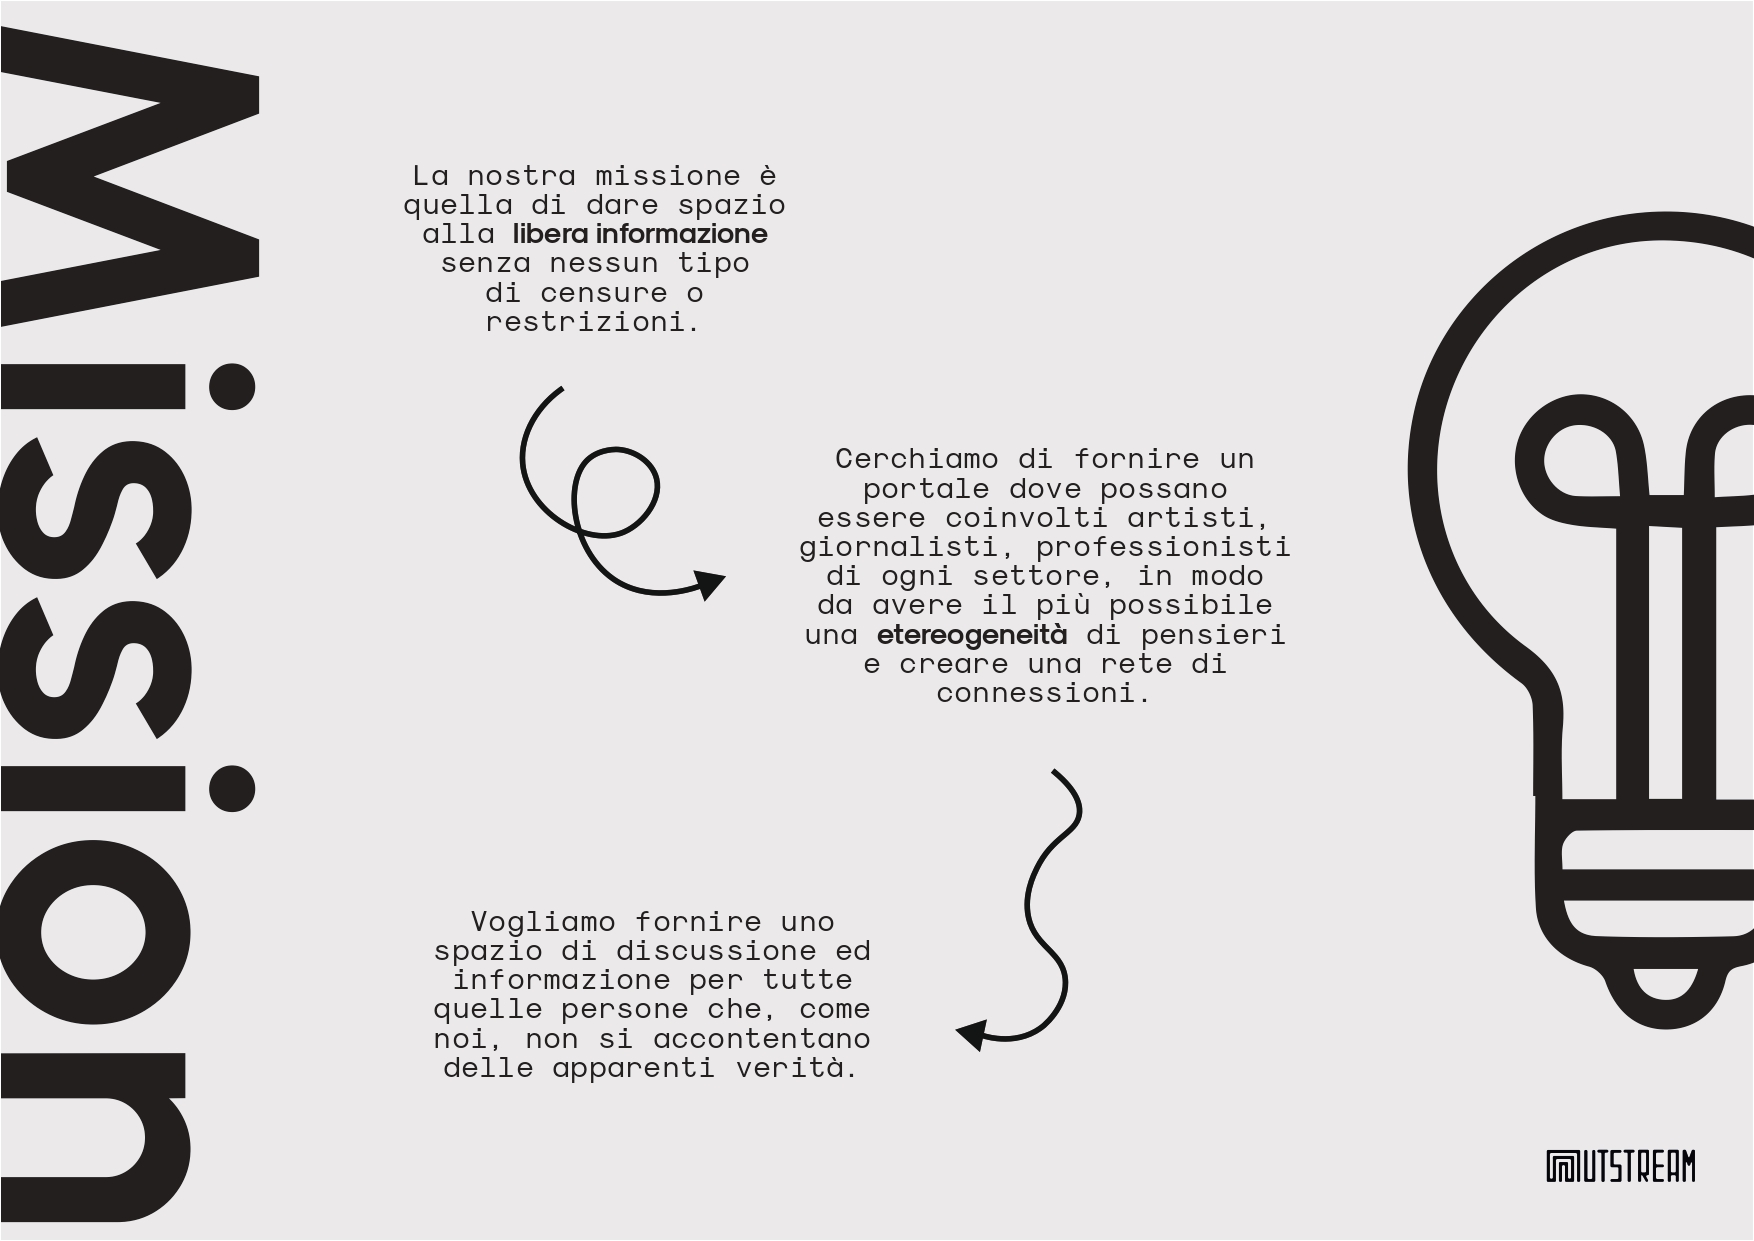 Mission
La nostra missione è
quella di dare spazio
alla libera informazione
senza nessun tipo
di censure o
restrizioni.
Cerchiamo di fornire un
portale dove possano
essere coinvolti artisti,
giornalisti, professionisti
di ogni settore, in modo
da avere il più possibile
una etereogeneità di pensieri
e creare una rete di
connessioni.
Vogliamo fornire uno
spazio di discussione ed
informazione per tutte
quelle persone che, come
noi, non si accontentano
delle apparenti verità.
OUTSTREAM